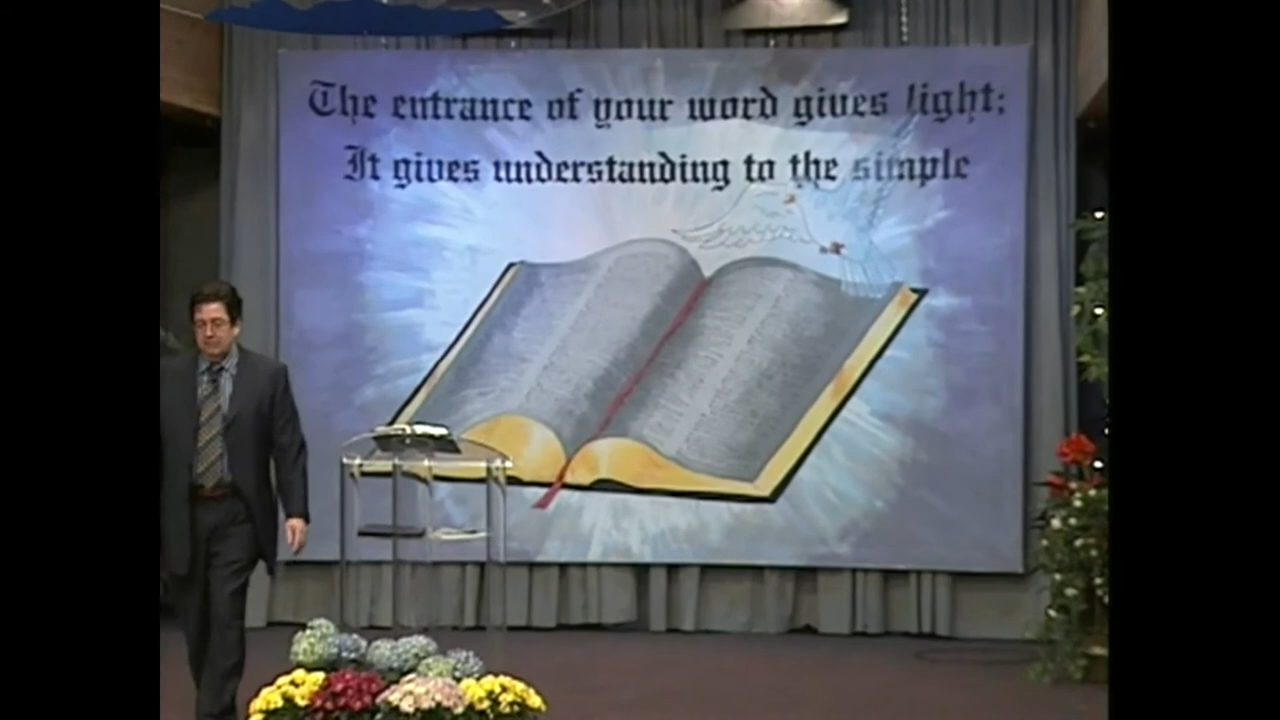 The entrance of your word gives light:
It gives understanding to the simple